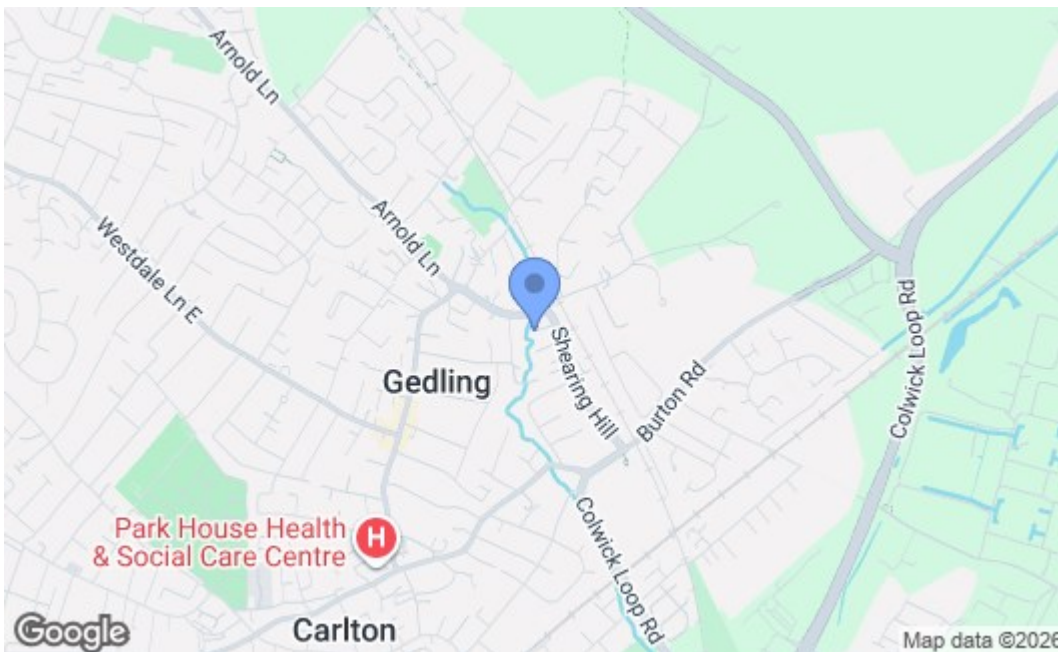 Arnold Ln
Arnold Ln
Westdale Ln E
Gedling
Shearing Hill
Burton Rd
Colwick Loop Rd
Park House Health
& Social Care Centre
H
Colwick Loop Rd
Carlton
Google
Map data ©2026